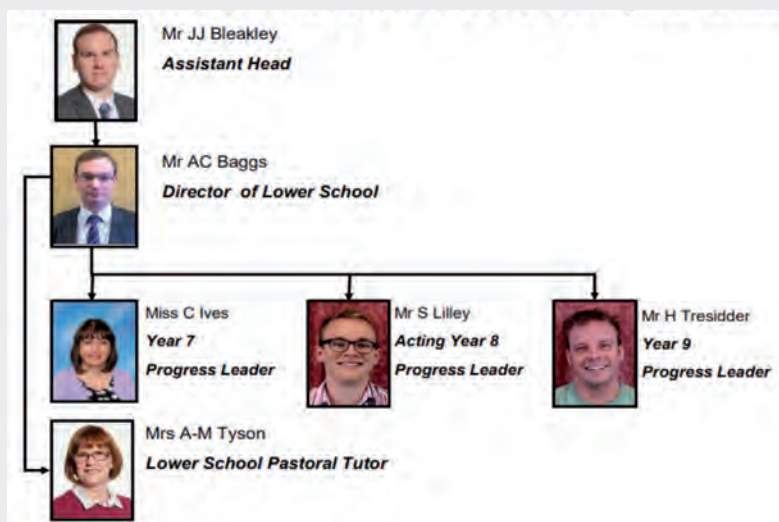 Mr JJ Bleakley
Assistant Head
Mr AC Baggs
Director of Lower School
Miss C Ives
Year 7
Progress Leader
Mr S Lilley
Acting Year 8
Progress Leader
Mr H Tresidder
Year 9
Progress Leader
Mrs A-M Tyson
Lower School Pastoral Tutor